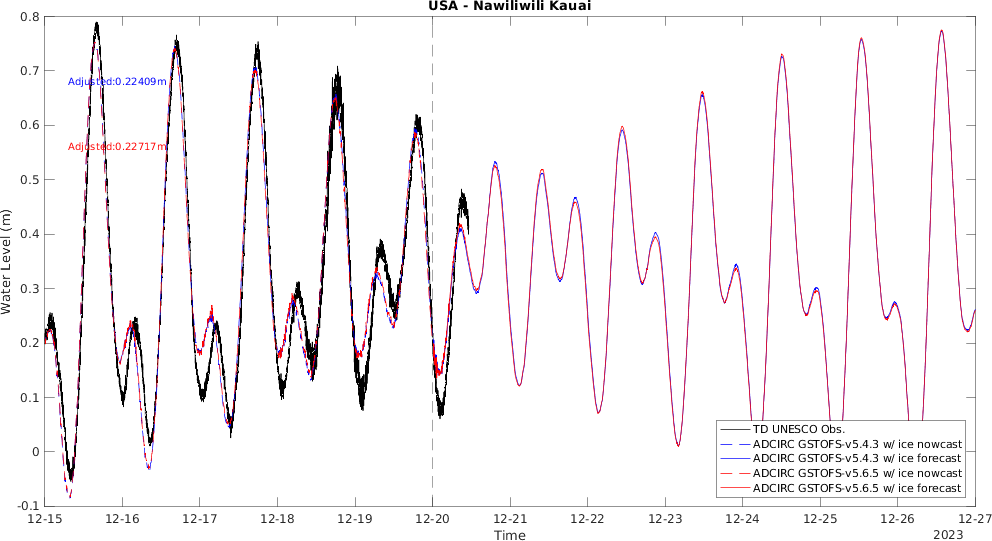 USA - Nawiliwili Kauai
0.8
0.7
0.6
0.5
0.4
0.3
0.2
0.1
0
-0.1
Water Level (m)
Adjusted:0.22409m
Adjusted:0.22717m
TD UNESCO Obs.
ADCIRC GSTOFS-v5.4.3 w/ ice nowcast
ADCIRC GSTOFS-v5.4.3 w/ ice forecast
ADCIRC GSTOFS-v5.6.5 w/ ice nowcast
ADCIRC GSTOFS-v5.6.5 w/ ice forecast
12-15 12-16 12-17 12-18 12-19 12-20 12-21 12-22 12-23 12-24 12-25 12-26 12-27
Time
2023